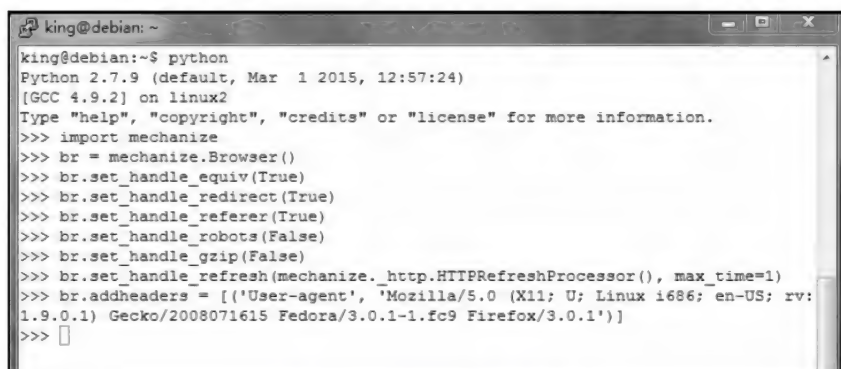 king@debian: ~
king@debian:~$ python
Python 2.7.9 (default, Mar  1 2015, 12:57:24)
[GCC 4.9.2] on linux2
Type "help", "copyright", "credits" or "license" for more information.
>>> import mechanize
>>> br = mechanize.Browser()
>>> br.set_handle_equiv(True)
>>> br.set_handle_redirect(True)
>>> br.set_handle_referer(True)
>>> br.set_handle_robots(False)
>>> br.set_handle_gzip(False)
>>> br.set_handle_refresh(mechanize._http.HTTPRefreshProcessor(), max_time=1)
>>> br.addheaders = [('User-agent', 'Mozilla/5.0 (X11; U; Linux i686; en-US; rv:
1.9.0.1) Gecko/2008071615 Fedora/3.0.1-1.fc9 Firefox/3.0.1')]
>>>